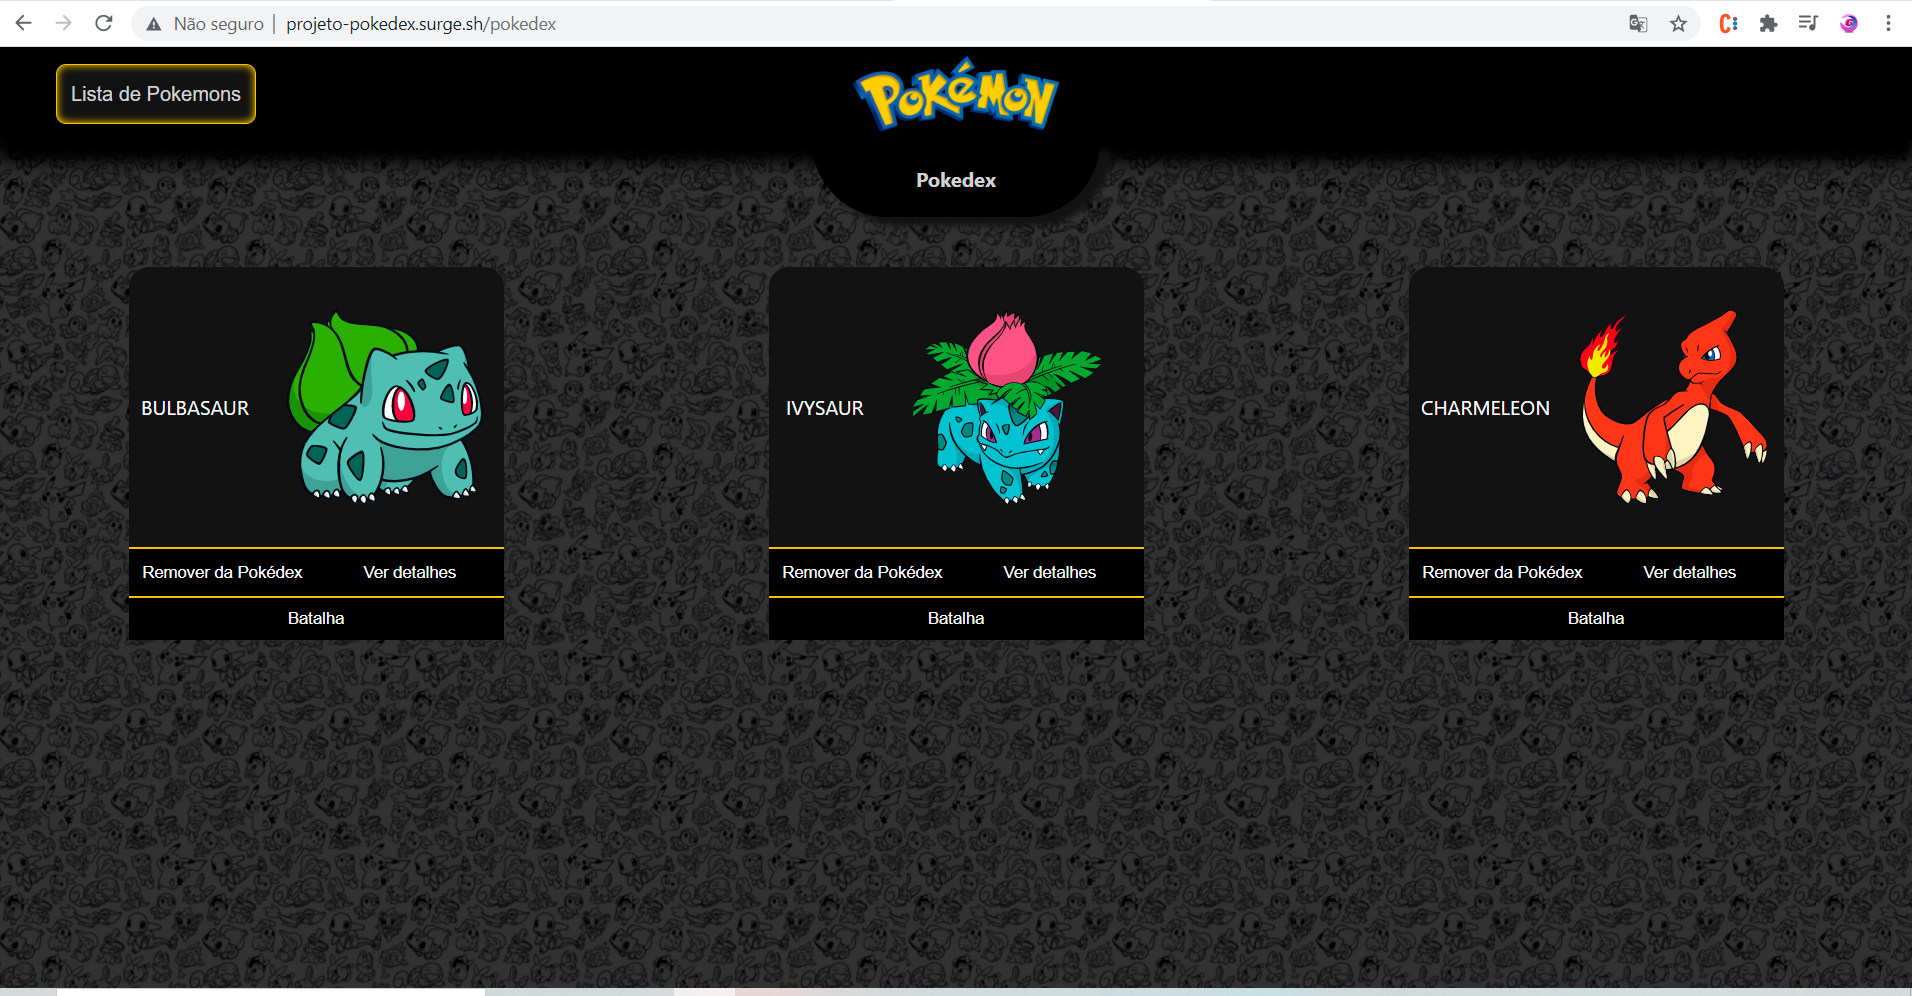 Não seguro | projeto-pokedex.surge.sh/pokedex
Lista de Pokemons
POKÉMON
Pokedex
BULBASAUR
IVYSAUR
CHARMELEON
Remover da Pokédex Ver detalhes
Remover da Pokédex Ver detalhes
Remover da Pokédex Ver detalhes
Batalha
Batalha
Batalha